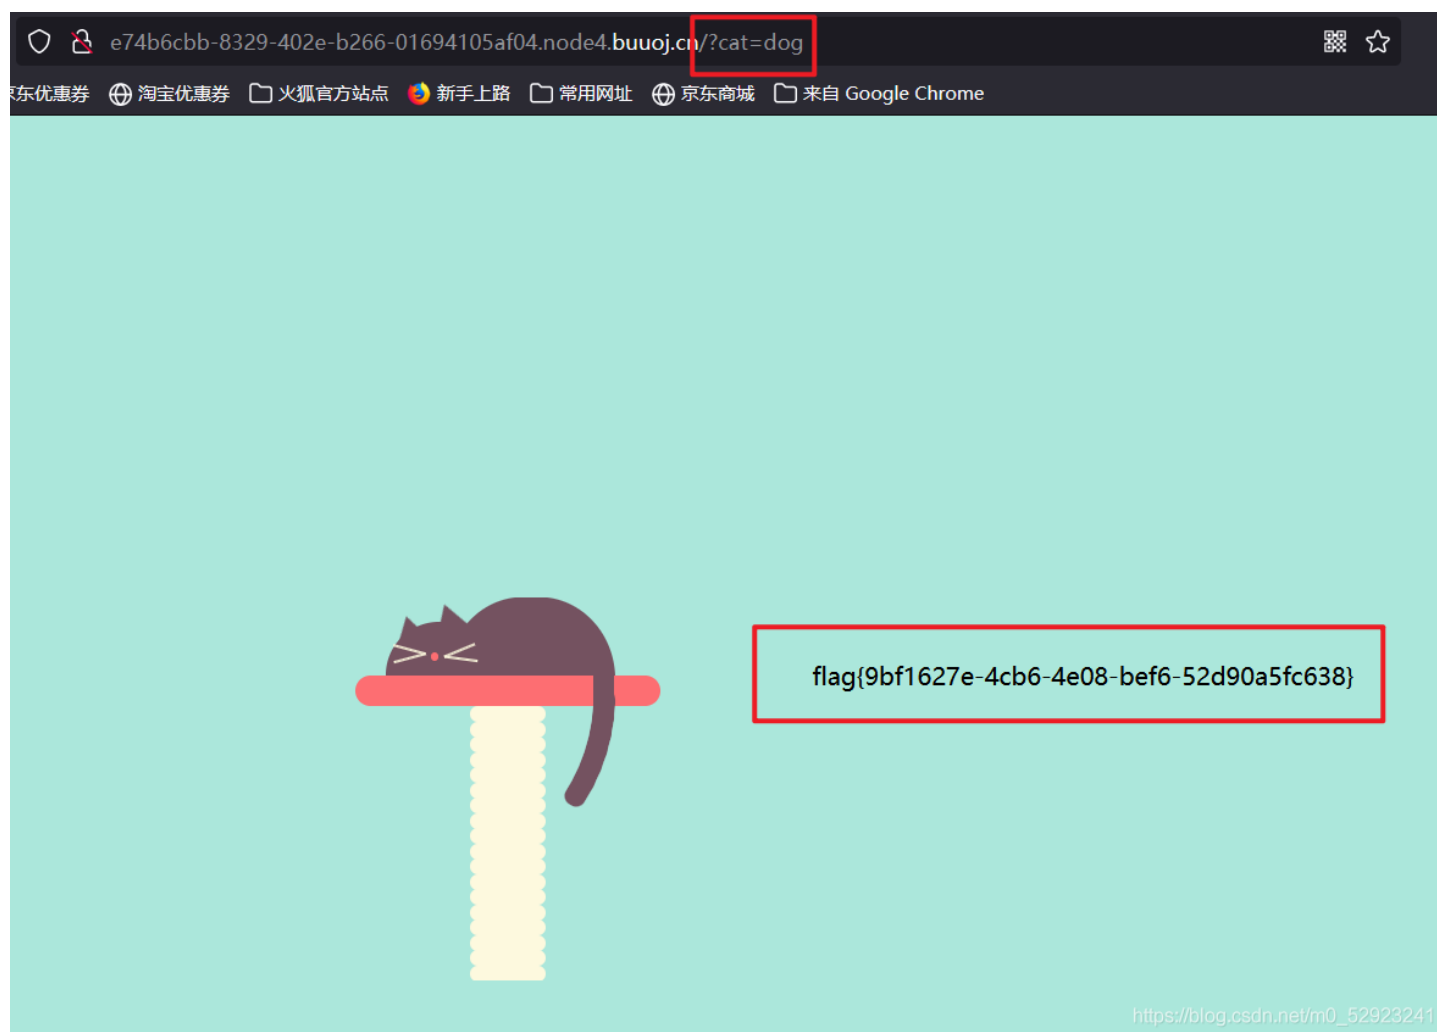 e74b6cbb-8329-402e-b266-01694105af04.node4.buuoj.cn/?cat=dog
东优惠券 淘宝优惠券 火狐官方站点 新手上路 常用网址 京东商城 来自 Google Chrome
flag{9bf1627e-4cb6-4e08-bef6-52d90a5fc638}
https://blog.csdn.net/m0_52923241